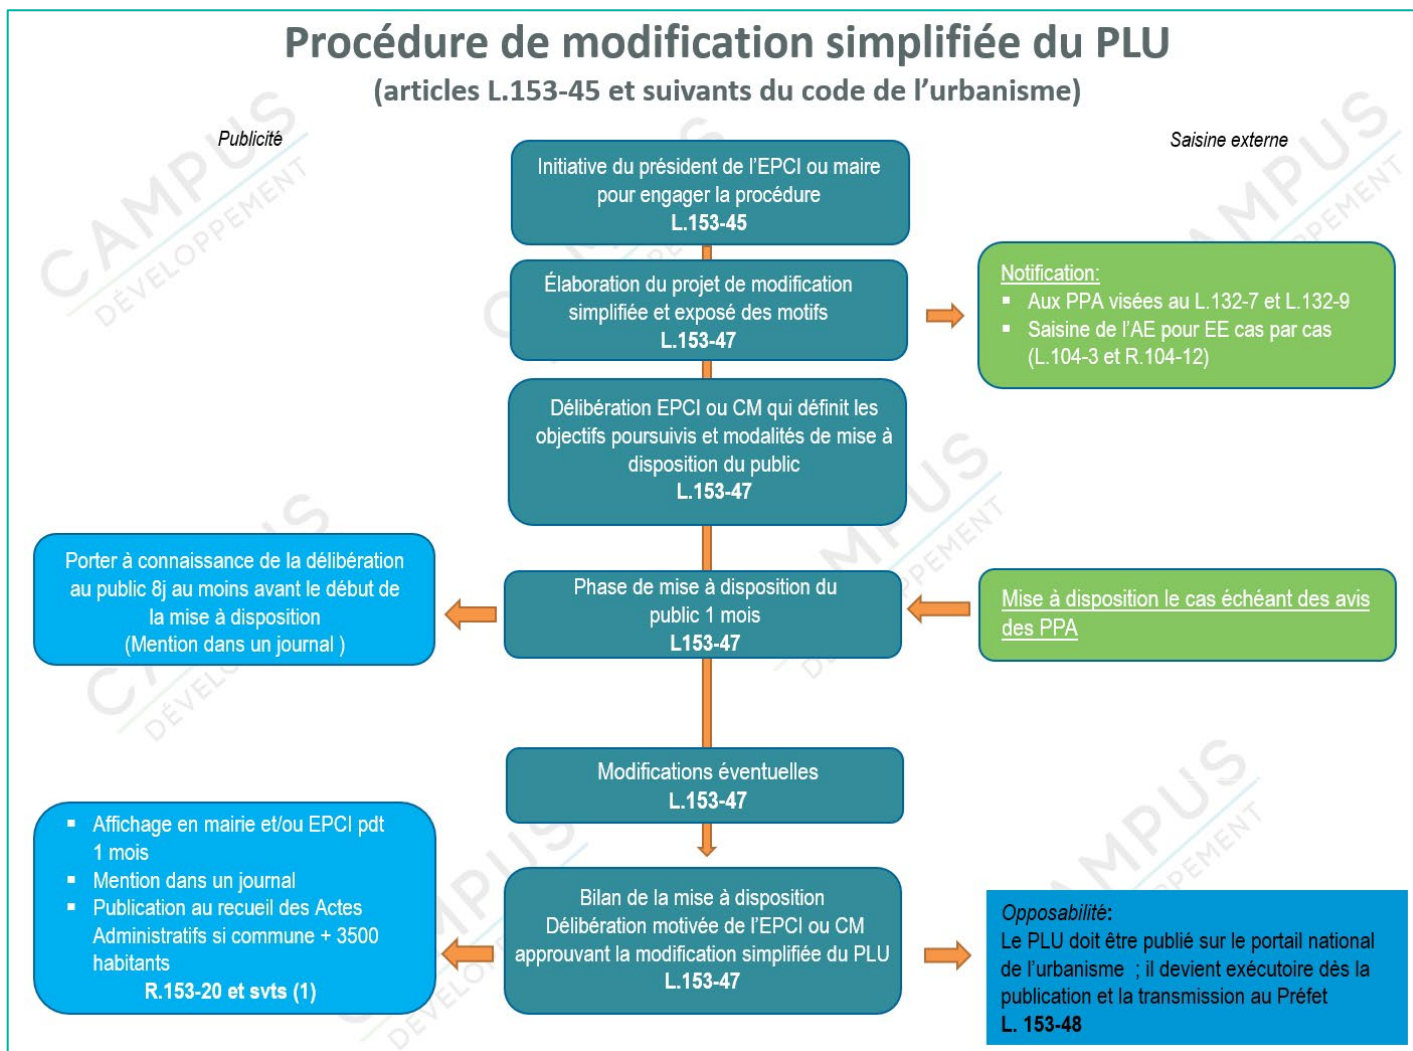 Procédure de modification simplifiée du PLU
(articles L.153-45 et suivants du code de l’urbanisme)
Publicité
Saisine externe
Initiative du président de l’EPCI ou maire
pour engager la procédure
L.153-45
Élaboration du projet de modification
simplifiée et exposé des motifs
L.153-47
Notification:
▪ Aux PPA visées au L.132-7 et L.132-9
▪ Saisine de l’AE pour EE cas par cas
(L.104-3 et R.104-12)
Délibération EPCI ou CM qui définit les
objectifs poursuivis et modalités de mise à
disposition du public
L.153-47
Porter à connaissance de la délibération
au public 8j au moins avant le début de
la mise à disposition
(Mention dans un journal )
Phase de mise à disposition du
public 1 mois
L153-47
Mise à disposition le cas échéant des avis
des PPA
Modifications éventuelles
L.153-47
▪ Affichage en mairie et/ou EPCI pdt
1 mois
▪ Mention dans un journal
▪ Publication au recueil des Actes
Administratifs si commune + 3500
habitants
R.153-20 et svts (1)
Bilan de la mise à disposition
Délibération motivée de l’EPCI ou CM
approuvant la modification simplifiée du PLU
L.153-47
Opposabilité:
Le PLU doit être publié sur le portail national
de l’urbanisme ; il devient exécutoire dès la
publication et la transmission au Préfet
L. 153-48
CAMPUS
DÉVELOPPEMENT